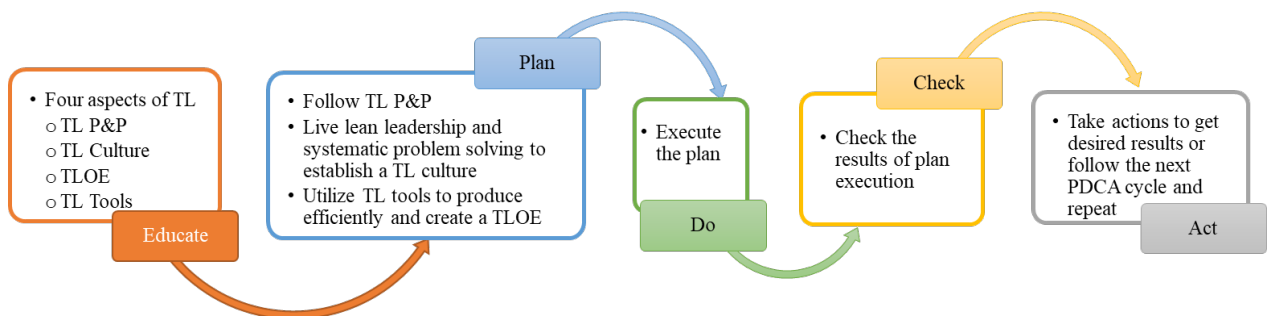 • Four aspects of TL
o TL P&P
o TL Culture
o TLOE
o TL Tools
Educate
Plan
• Follow TL P&P
• Live lean leadership and
systematic problem solving to
establish a TL culture
• Utilize TL tools to produce
efficiently and create a TLOE
• Execute
the plan
Do
Check
• Check the
results of plan
execution
• Take actions to get
desired results or
follow the next
PDCA cycle and
repeat
Act